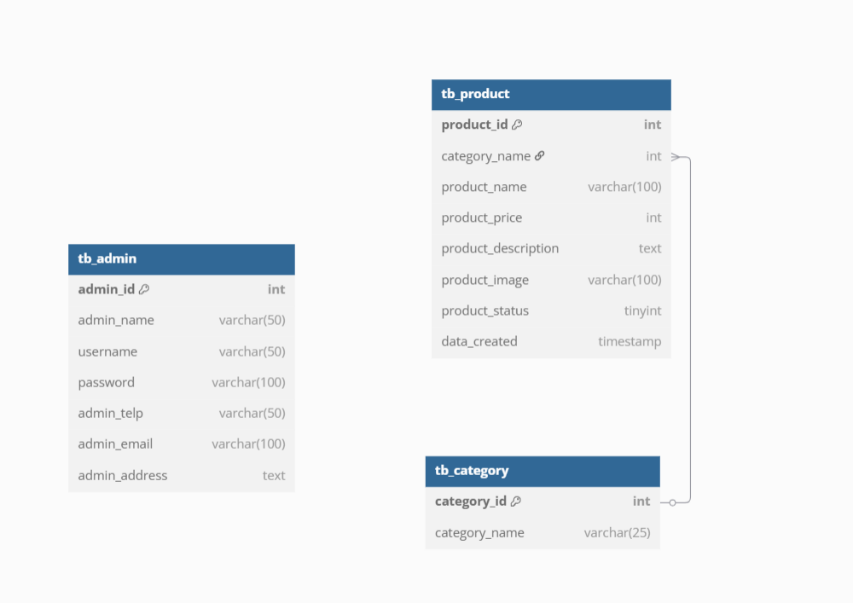 tb_product
product_id int
category_name int
product_name varchar(100)
product_price int
product_description text
product_image varchar(100)
product_status tinyint
data_created timestamp
tb_admin
admin_id int
admin_name varchar(50)
username varchar(50)
password varchar(100)
admin_telp varchar(50)
admin_email varchar(100)
admin_address text
tb_category
category_id int
category_name varchar(25)